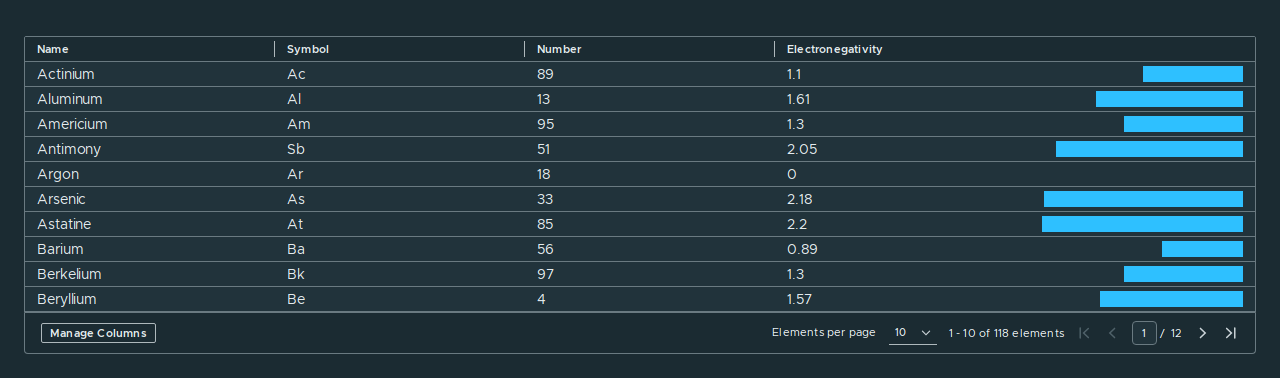 Name Symbol Number Electronegativity
Actinium Ac 89 1.1
Aluminum Al 13 1.61
Americium Am 95 1.3
Antimony Sb 51 2.05
Argon Ar 18 0
Arsenic As 33 2.18
Astatine At 85 2.2
Barium Ba 56 0.89
Berkelium Bk 97 1.3
Beryllium Be 4 1.57
Manage Columns Elements per page 10 1 - 10 of 118 elements 1 / 12